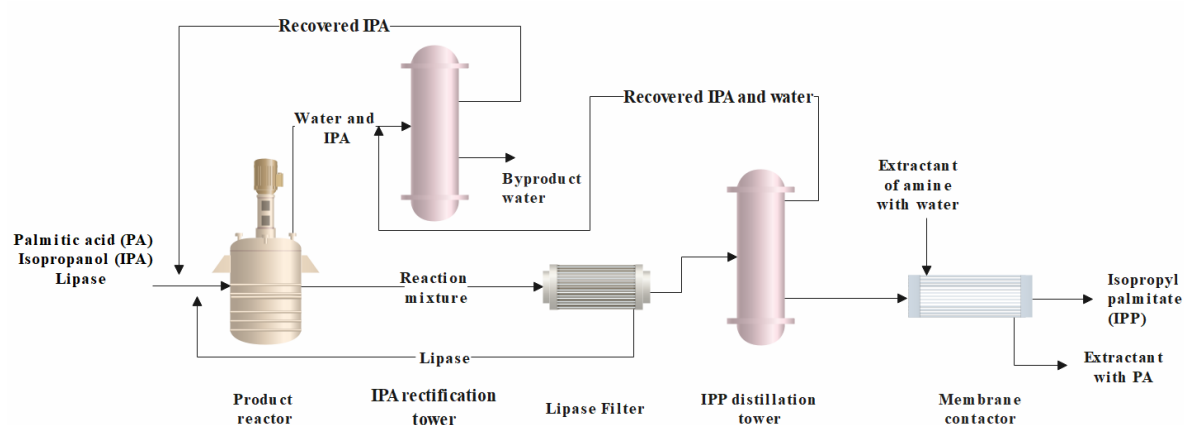 Recovered IPA
Recovered IPA and water
Water and
IPA
Byproduct
water
Extractant
of amine
with water
Palmitic acid (PA)
Isopropanol (IPA)
Lipase
Reaction
mixture
Isopropyl
palmitate
(IPP)
Lipase
Extractant
with PA
Product
reactor
IPA rectification
tower
Lipase Filter
IPP distillation
tower
Membrane
contactor